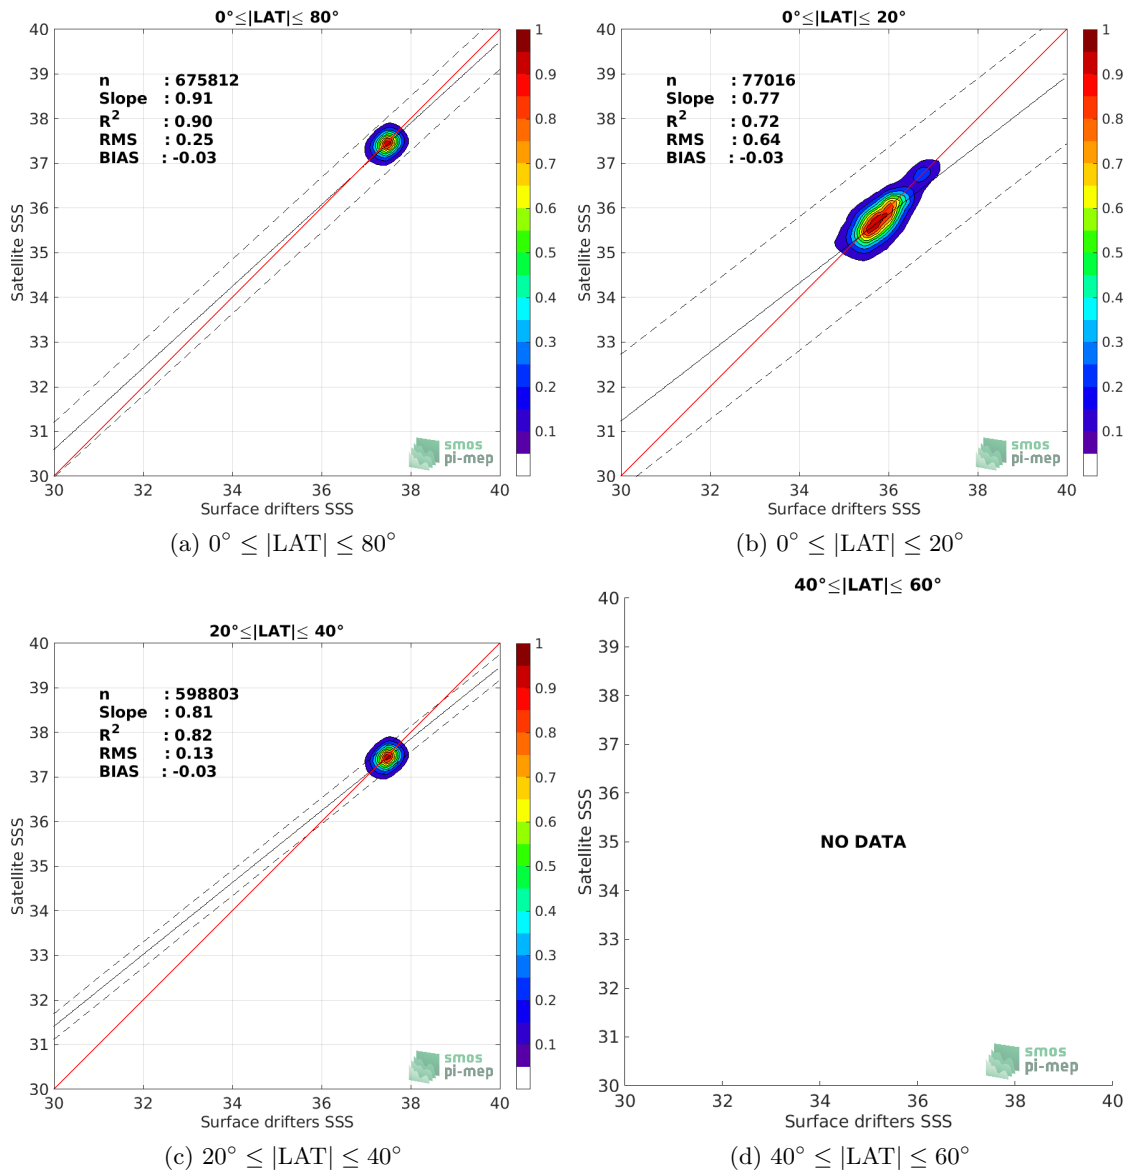 0°≤|LAT|≤ 80°
40
39
38
37
36
35
34
33
32
31
30
Satellite SSS
n : 675812
Slope : 0.91
R² : 0.90
RMS : 0.25
BIAS : -0.03
smos
pi-mep
30 32 34 36 38 40
Surface drifters SSS
1
0.9
0.8
0.7
0.6
0.5
0.4
0.3
0.2
0.1
(a) 0° ≤ |LAT| ≤ 80°
0°≤|LAT|≤ 20°
40
39
38
37
36
35
34
33
32
31
30
Satellite SSS
n : 77016
Slope : 0.77
R² : 0.72
RMS : 0.64
BIAS : -0.03
smos
pi-mep
30 32 34 36 38 40
Surface drifters SSS
1
0.9
0.8
0.7
0.6
0.5
0.4
0.3
0.2
0.1
(b) 0° ≤ |LAT| ≤ 20°
20°≤|LAT|≤ 40°
40
39
38
37
36
35
34
33
32
31
30
Satellite SSS
n : 598803
Slope : 0.81
R² : 0.82
RMS : 0.13
BIAS : -0.03
smos
pi-mep
30 32 34 36 38 40
Surface drifters SSS
1
0.9
0.8
0.7
0.6
0.5
0.4
0.3
0.2
0.1
(c) 20° ≤ |LAT| ≤ 40°
40°≤|LAT|≤ 60°
40
39
38
37
36
35
34
33
32
31
30
Satellite SSS
NO DATA
smos
pi-mep
30 32 34 36 38 40
Surface drifters SSS
(d) 40° ≤ |LAT| ≤ 60°